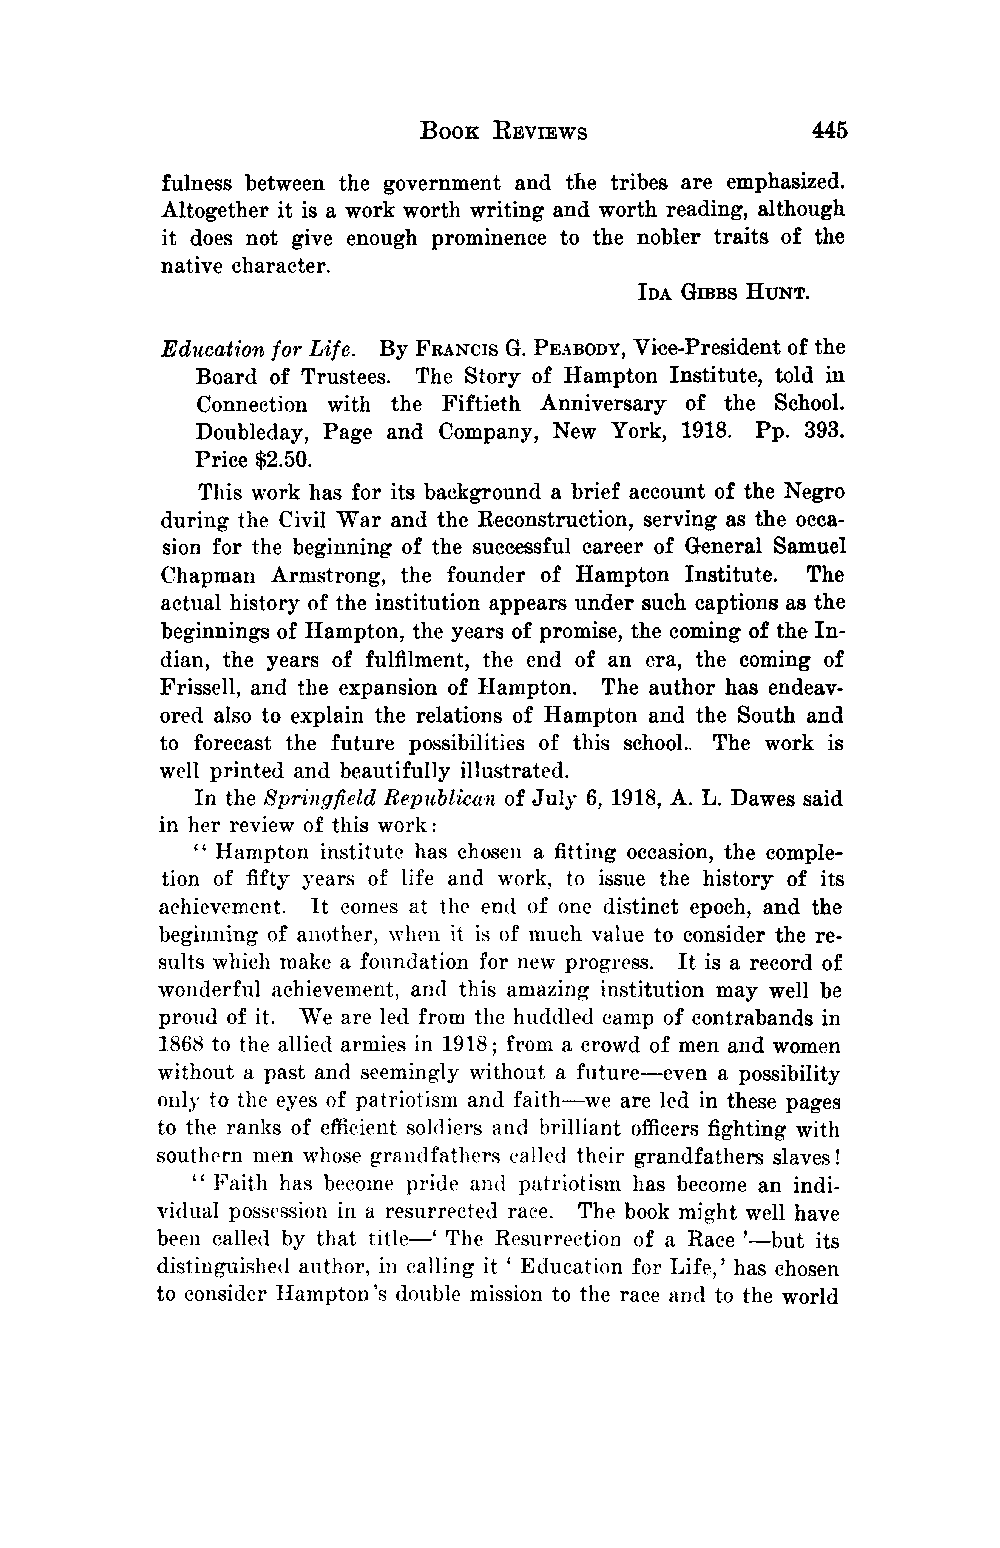 BOOK REVIEWS 445
fulness between the government and the tribes are emphasized.
Altogether it is a work worth writing and worth reading, although
it does not give enough prominence to the nobler traits of the
native character.
IDA GIBBS HUNT.
Education for Life. By FRANCIS G. PEABODY, Vice-President of the
Board of Trustees. The Story of Hampton Institute, told in
Connection with the Fiftieth Anniversary of the School.
Doubleday, Page and Company, New York, 1918. Pp. 393.
Price $2.50.
This work has for its background a brief account of the Negro
during the Civil War and the Reconstruction, serving as the occa-
sion for the beginning of the successful career of General Samuel
Chapman Armstrong, the founder of Hampton Institute. The
actual history of the institution appears under such captions as the
beginnings of Hampton, the years of promise, the coming of the In-
dian, the years of fulfilment, the end of an era, the coming of
Frissell, and the expansion of Hampton. The author has endeav-
ored also to explain the relations of Hampton and the South and
to forecast the future possibilities of this school.. The work is
well printed and beautifully illustrated.
In the Springfield Republican of July 6, 1918, A. L. Dawes said
in her review of this work:
“ Hampton institute has chosen a fitting occasion, the comple-
tion of fifty years of life and work, to issue the history of its
achievement. It comes at the end of one distinct epoch, and the
beginning of another, when it is of much value to consider the re-
sults which make a foundation for new progress. It is a record of
wonderful achievement, and this amazing institution may well be
proud of it. We are led from the huddled camp of contrabands in
1868 to the allied armies in 1918; from a crowd of men and women
without a past and seemingly without a future—even a possibility
only to the eyes of patriotism and faith—we are led in these pages
to the ranks of efficient soldiers and brilliant officers fighting with
southern men whose grandfathers called their grandfathers slaves!
“ Faith has become pride and patriotism has become an indi-
vidual possession in a resurrected race. The book might well have
been called by that title—‘ The Resurrection of a Race ’—but its
distinguished author, in calling it ‘ Education for Life,’ has chosen
to consider Hampton's double mission to the race and to the world